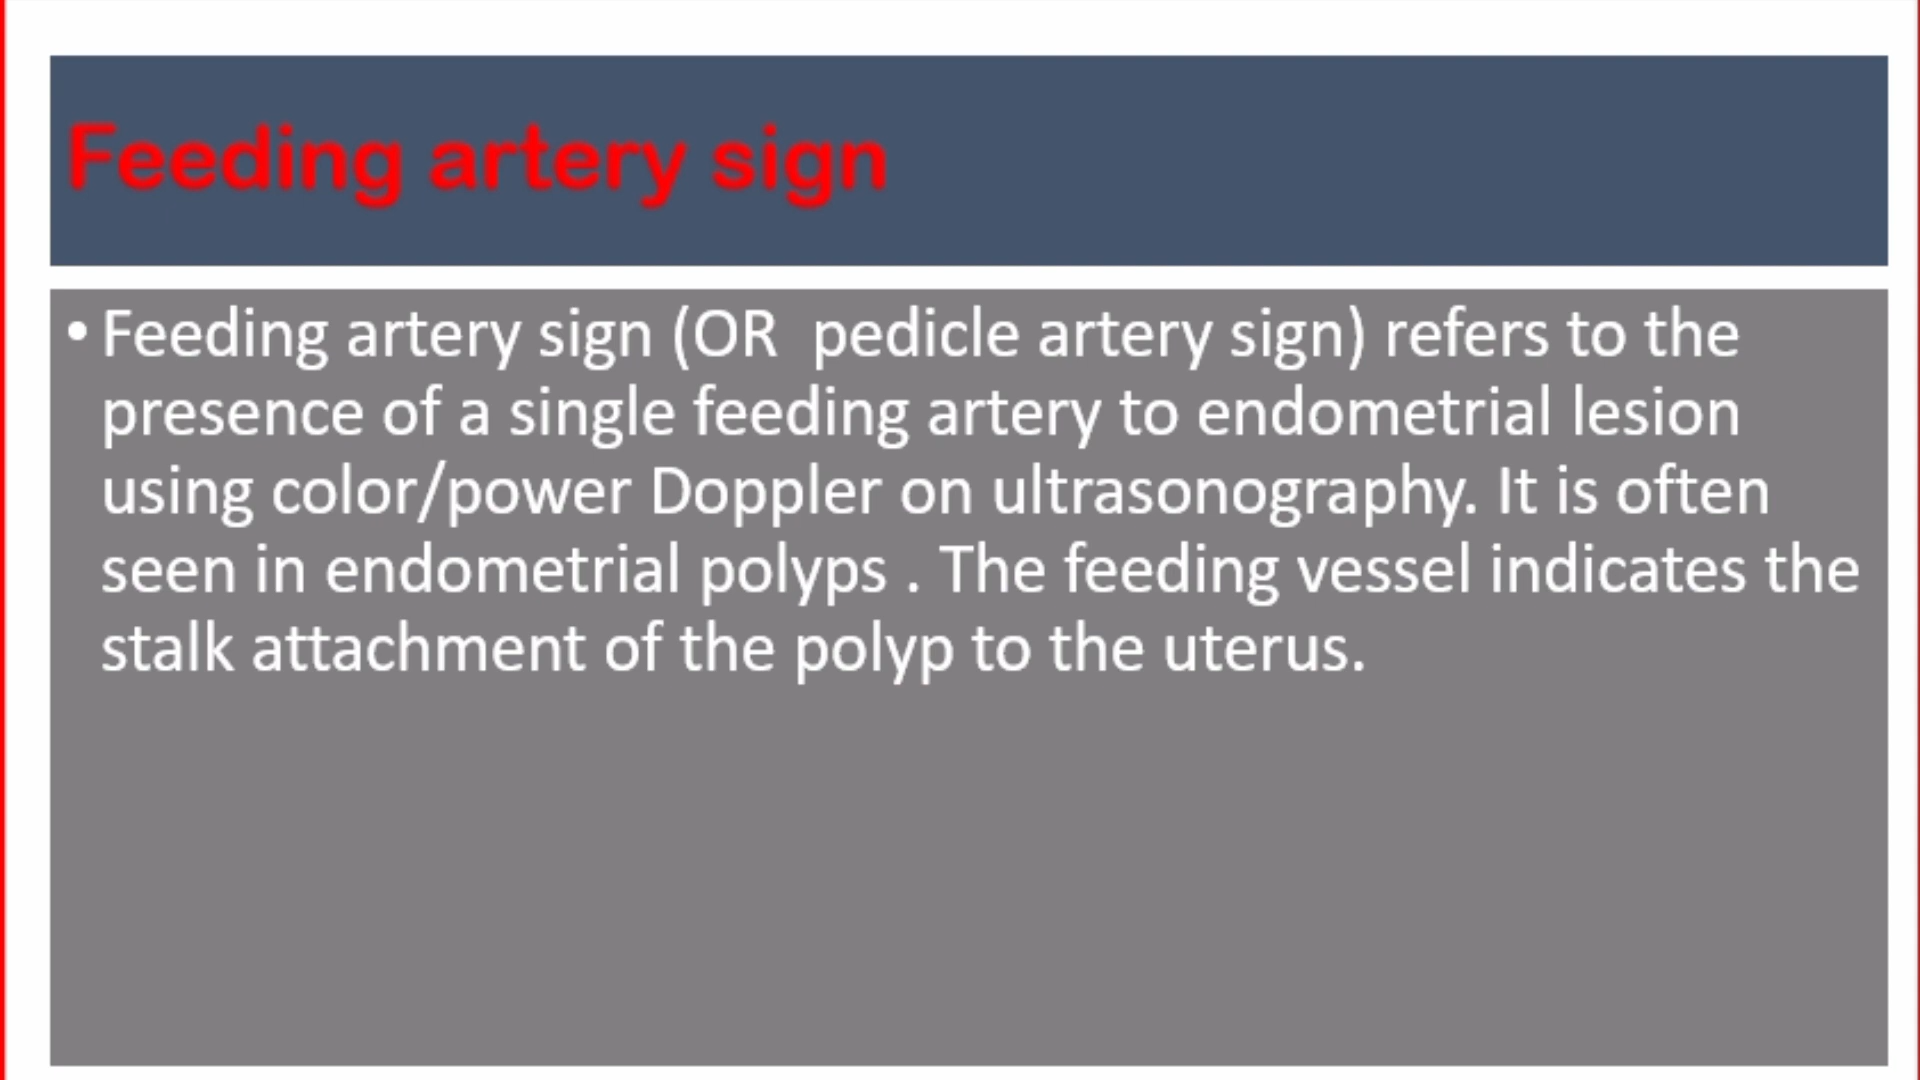 Feeding artery sign
• Feeding artery sign (OR  pedicle artery sign) refers to the
presence of a single feeding artery to endometrial lesion
using color/power Doppler on ultrasonography. It is often
seen in endometrial polyps . The feeding vessel indicates the
stalk attachment of the polyp to the uterus.